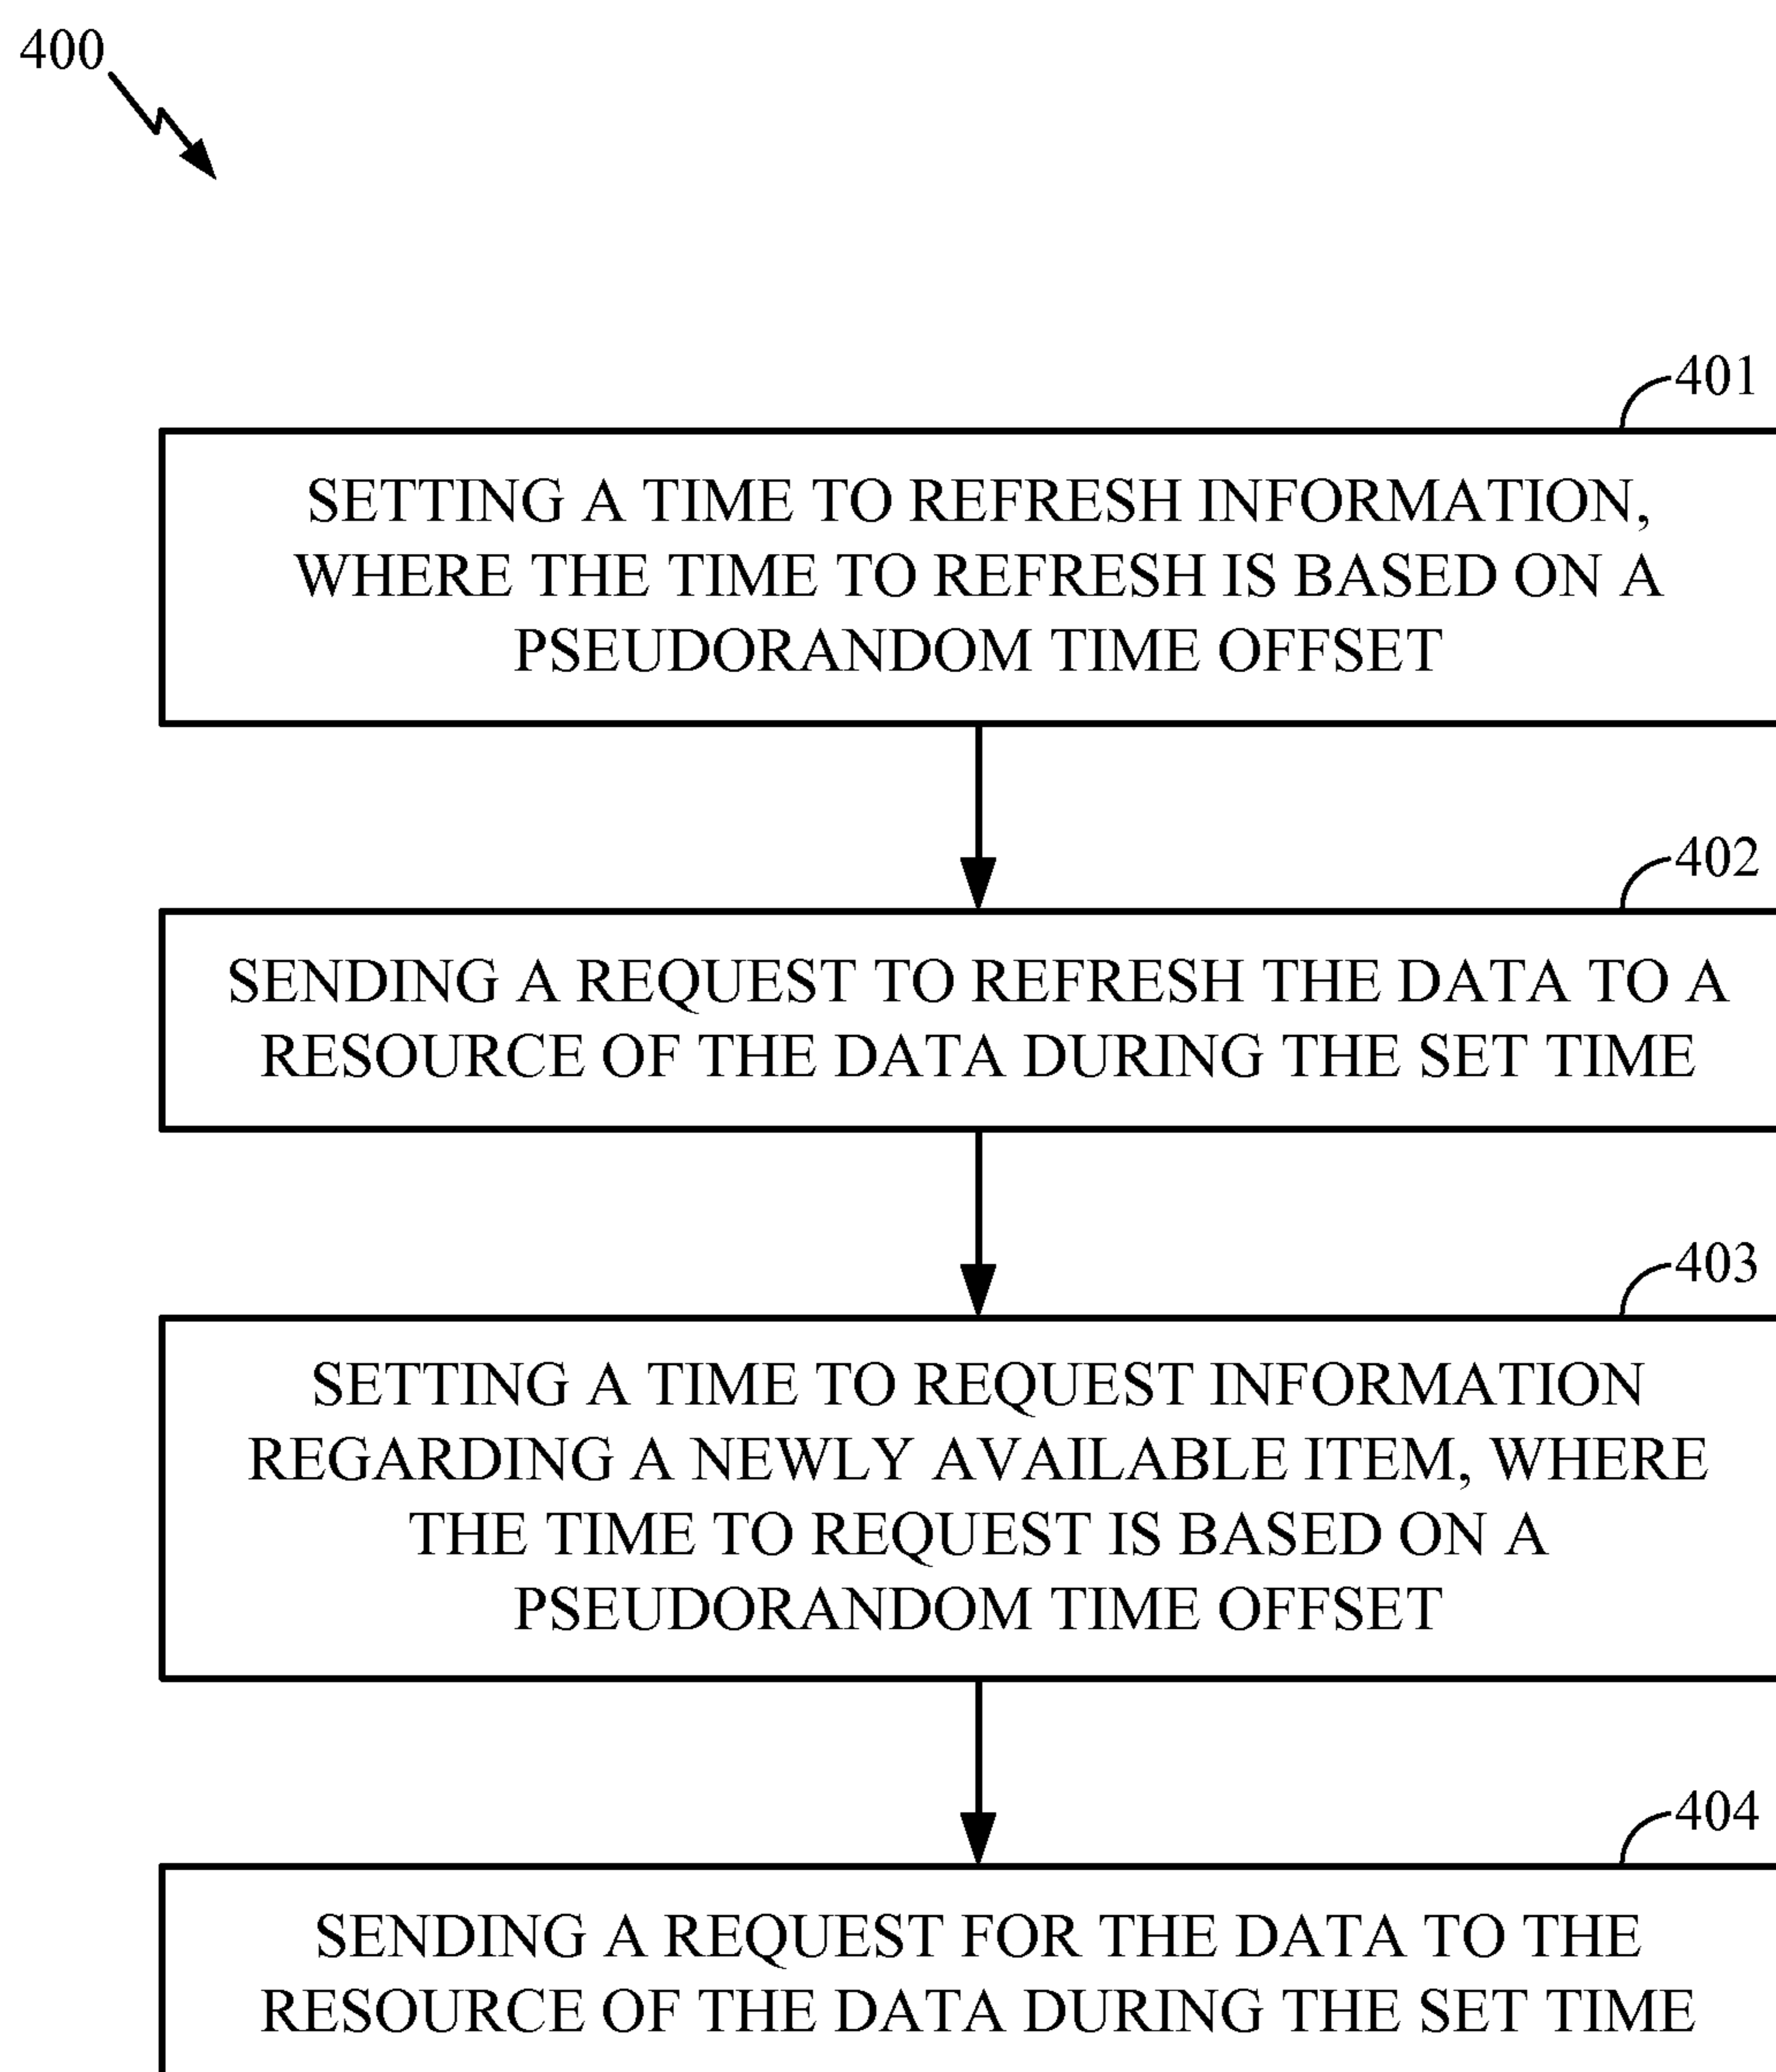 400
401
SETTING A TIME TO REFRESH INFORMATION,
WHERE THE TIME TO REFRESH IS BASED ON A
PSEUDORANDOM TIME OFFSET
402
SENDING A REQUEST TO REFRESH THE DATA TO A
RESOURCE OF THE DATA DURING THE SET TIME
403
SETTING A TIME TO REQUEST INFORMATION
REGARDING A NEWLY AVAILABLE ITEM, WHERE
THE TIME TO REQUEST IS BASED ON A
PSEUDORANDOM TIME OFFSET
404
SENDING A REQUEST FOR THE DATA TO THE
RESOURCE OF THE DATA DURING THE SET TIME